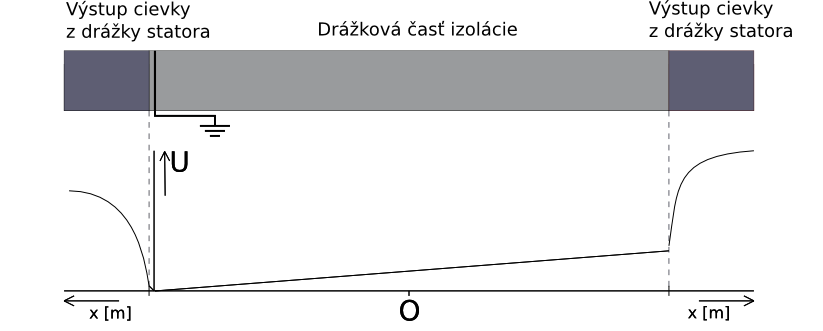 Výstup cievky
z drážky statora
Drážková časť izolácie
Výstup cievky
z drážky statora
U
x [m]
O
x [m]